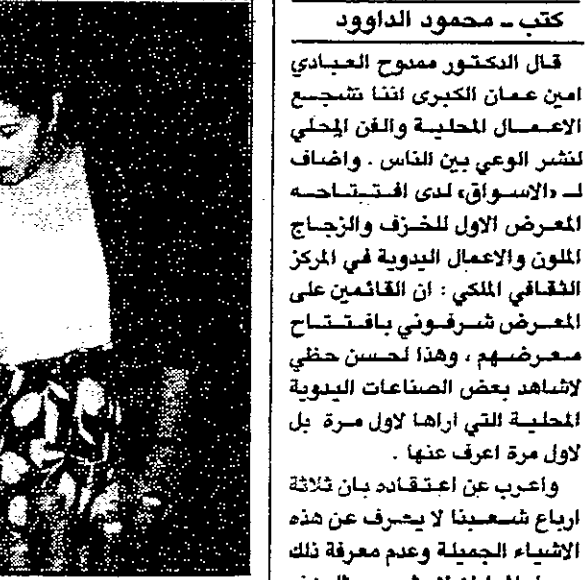 كتب ـ محمود الداوود
قال الدكتور ممدوح العبادي
امين عمان الكبرى اننا نشجع
الاعمال المحلية والفن المحلي
لنشر الوعي بين الناس . واضاف
لـ «الاسواق» لدى افتتاحه
المعرض الاول للخزف والزجاج
الملون والاعمال اليدوية في المركز
الثقافي الملكي : ان القائمين على
المعرض شرفوني بافتتاح
معرضهم ، وهذا لحسن حظي
لاشاهد بعض الصناعات اليدوية
المحلية التي اراها لاول مرة بل
لاول مرة اعرف عنها .
واعرب عن اعتقاده بان ثلاثة
ارباع شعبنا لا يعرف عن هذه
الاشياء الجميلة وعدم معرفة ذلك